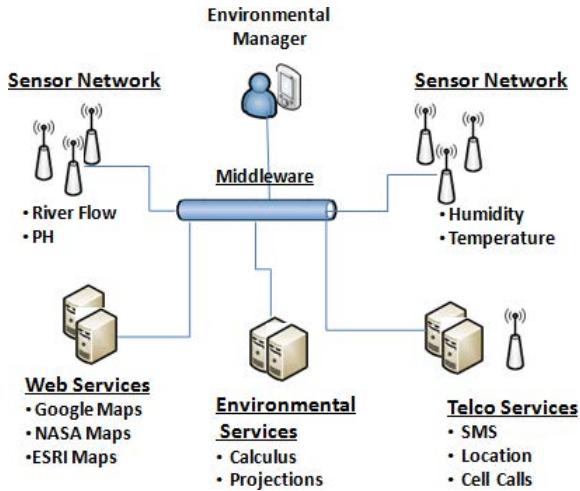 Environmental
Manager
Sensor Network
Sensor Network
Middleware
• River Flow
• PH
• Humidity
• Temperature
Web Services
• Google Maps
• NASA Maps
•ESRI Maps
Environmental
Services
• Calculus
• Projections
Telco Services
• SMS
• Location
• Cell Calls